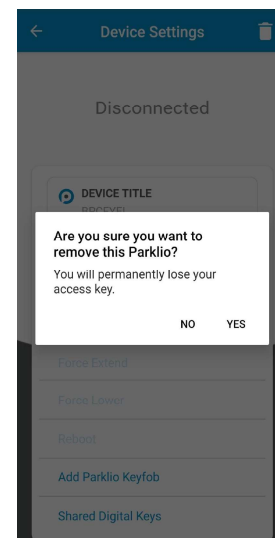 Device Settings
Disconnected
DEVICE TITLE
Are you sure you want to
remove this Parklio?
You will permanently lose your
access key.
NO YES
Force Extend
Force Lower
Reboot
Add Parklio Keyfob
Shared Digital Keys